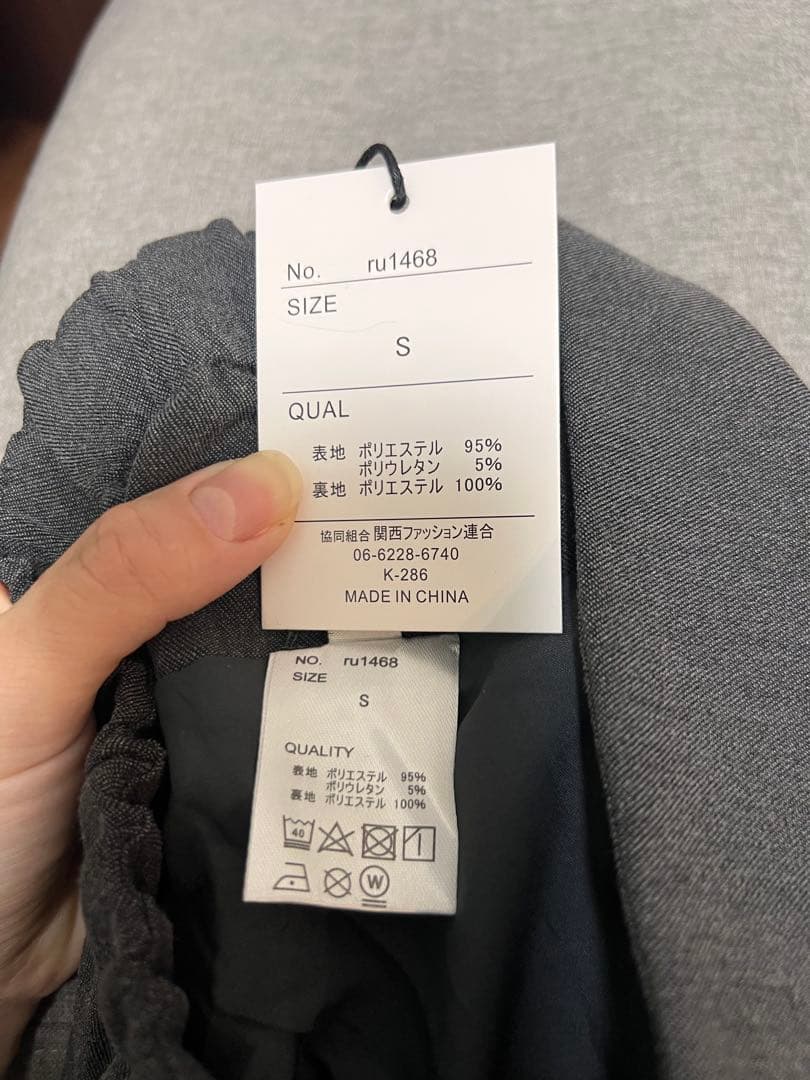 No. ru1468
SIZE
S
QUAL
表地 ポリエステル 95%
ポリウレタン 5%
裏地 ポリエステル 100%
協同組合 関西ファッション連合
06-6228-6740
K-286
MADE IN CHINA
NO. ru1468
SIZE
S
QUALITY
表地 ポリエステル 95%
ポリウレタン 5%
裏地 ポリエステル 100%
40
W